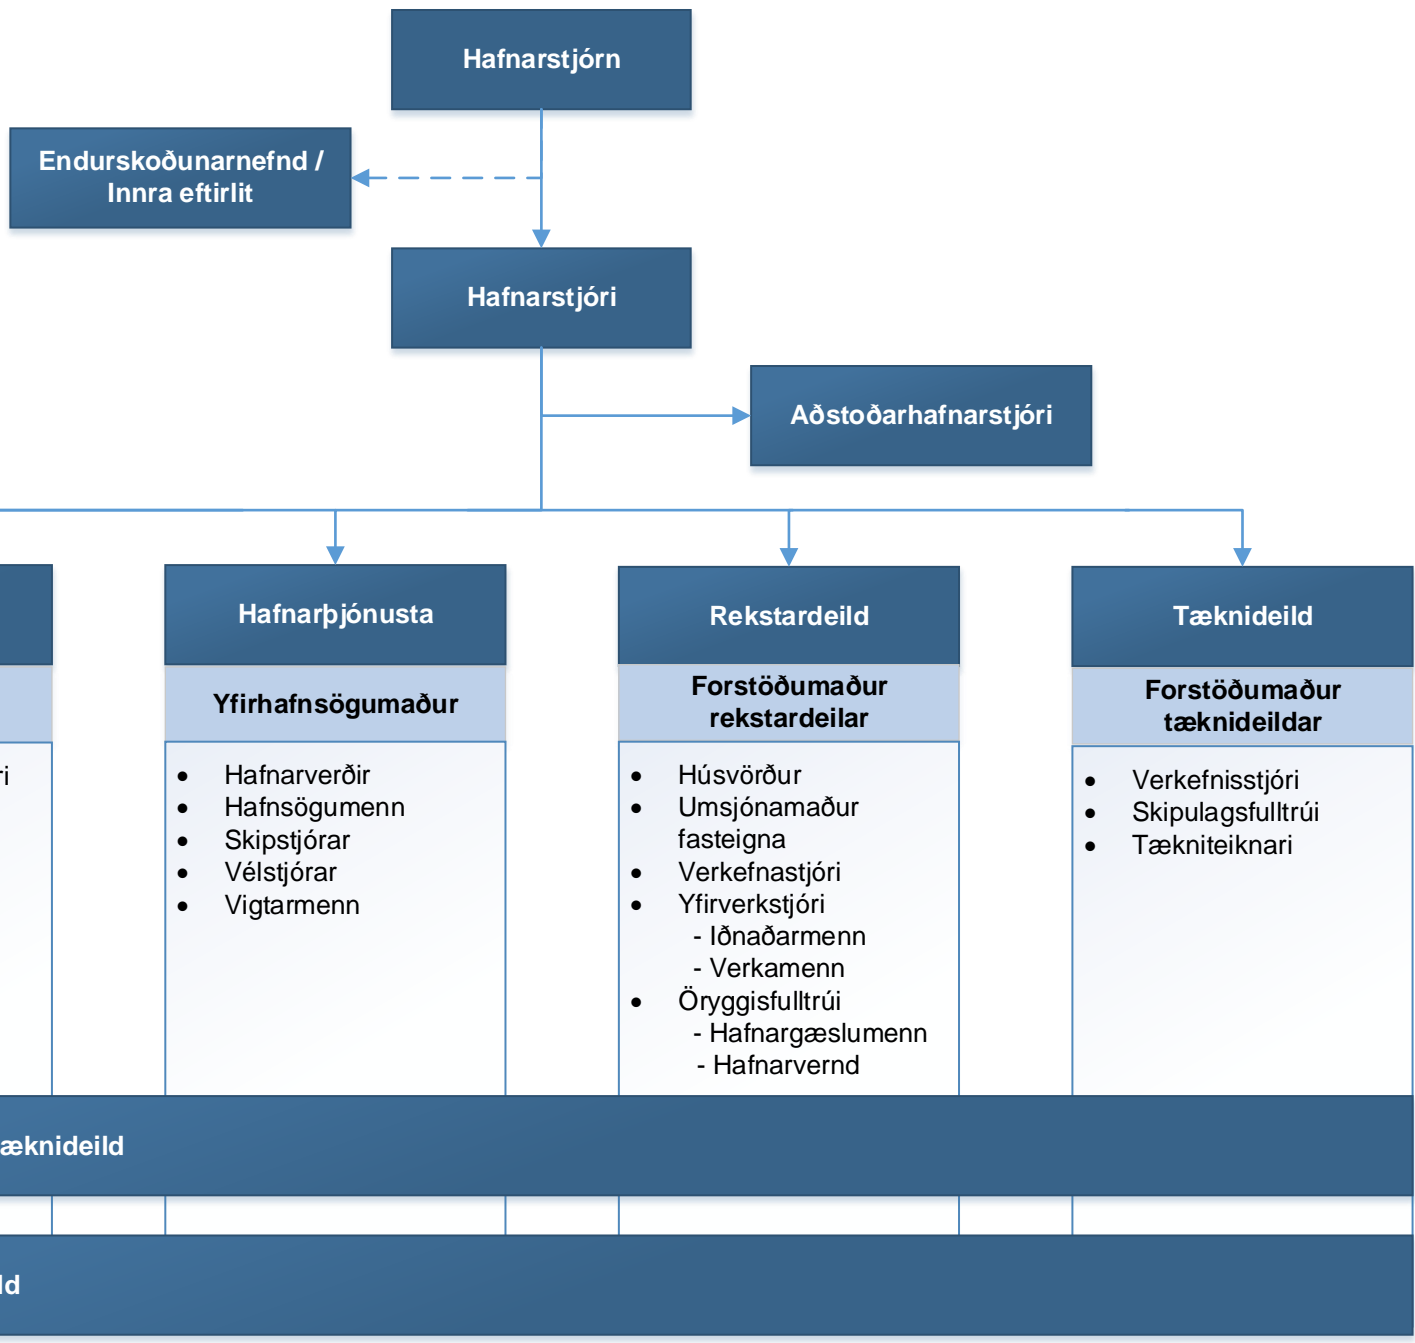 Hafnarstjórn
Endurskoðunarnefnd /
Innra eftirlit
Hafnarstjóri
Aðstoðarhafnarstjóri
Hafnarþjónusta
Yfirhafnsögumaður
• Hafnarverðir
• Hafnsögumenn
• Skipstjórar
• Vélstjórar
• Vigtarmenn
Rekstardeild
Forstöðumaður
rekstardeilar
• Húsvörður
• Umsjónamaður
fasteigna
• Verkefnastjóri
• Yfirverkstjóri
- Iðnaðarmenn
- Verkamenn
• Öryggisfulltrúi
- Hafnargæslumenn
- Hafnarvernd
Tæknideild
Forstöðumaður
tæknideildar
• Verkefnisstjóri
• Skipulagsfulltrúi
• Tækniteiknari
æknideild